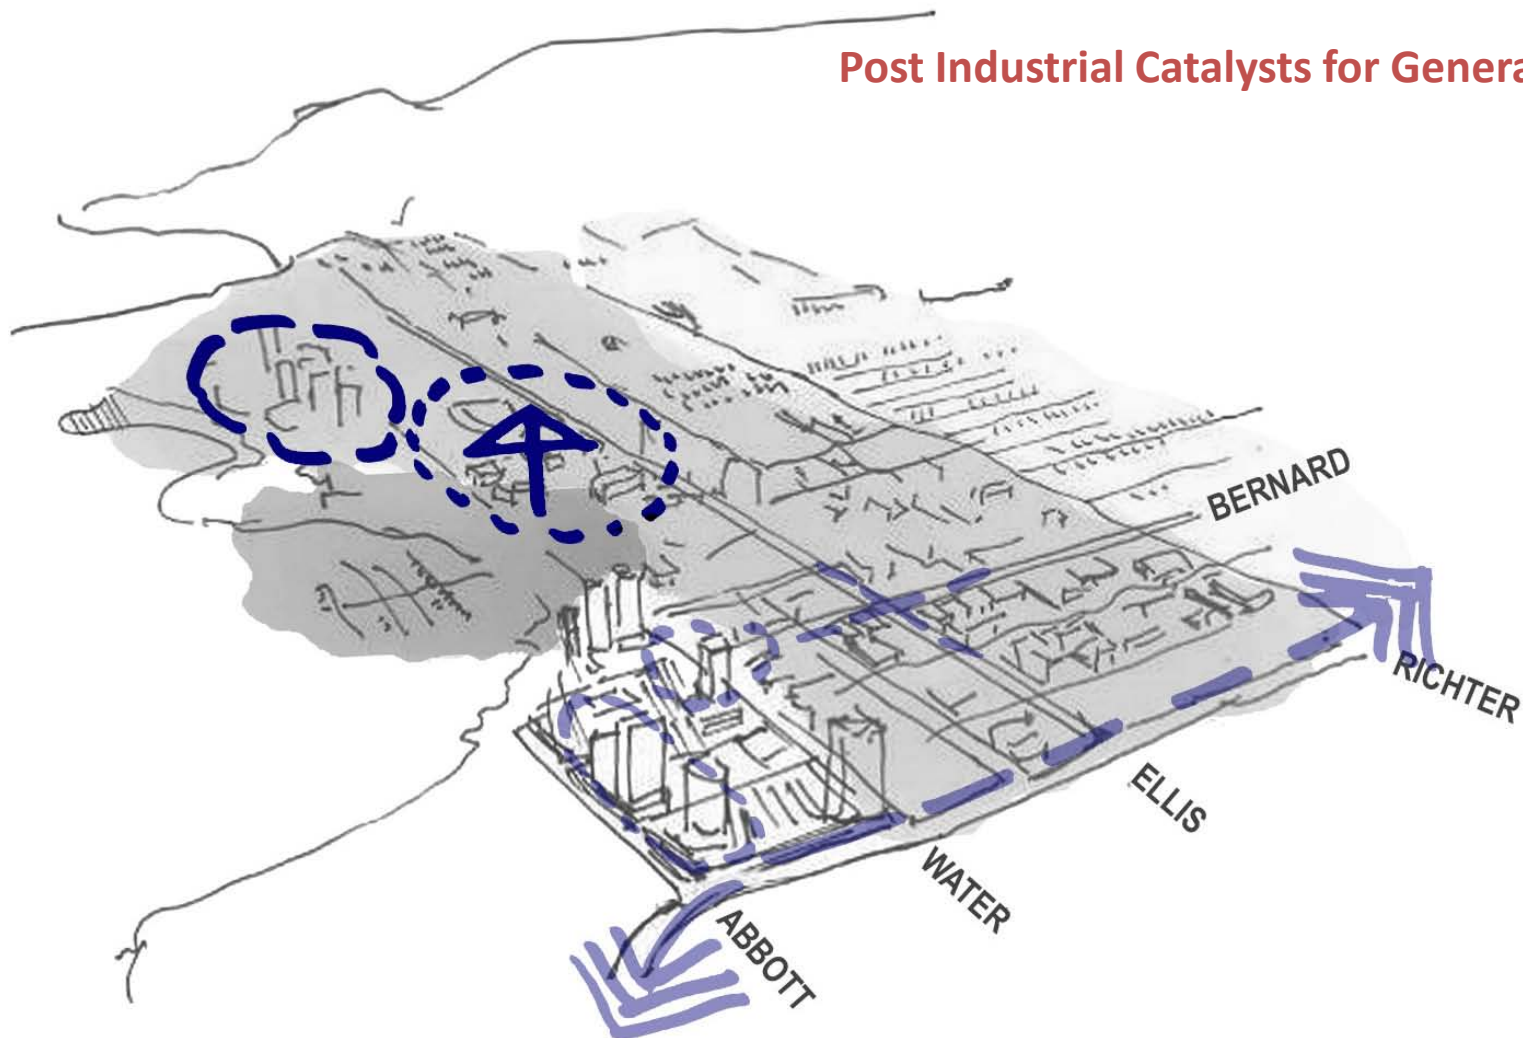 Post Industrial Catalysts for Genera
BERNARD
RICHTER
ELLIS
WATER
ABBOTT